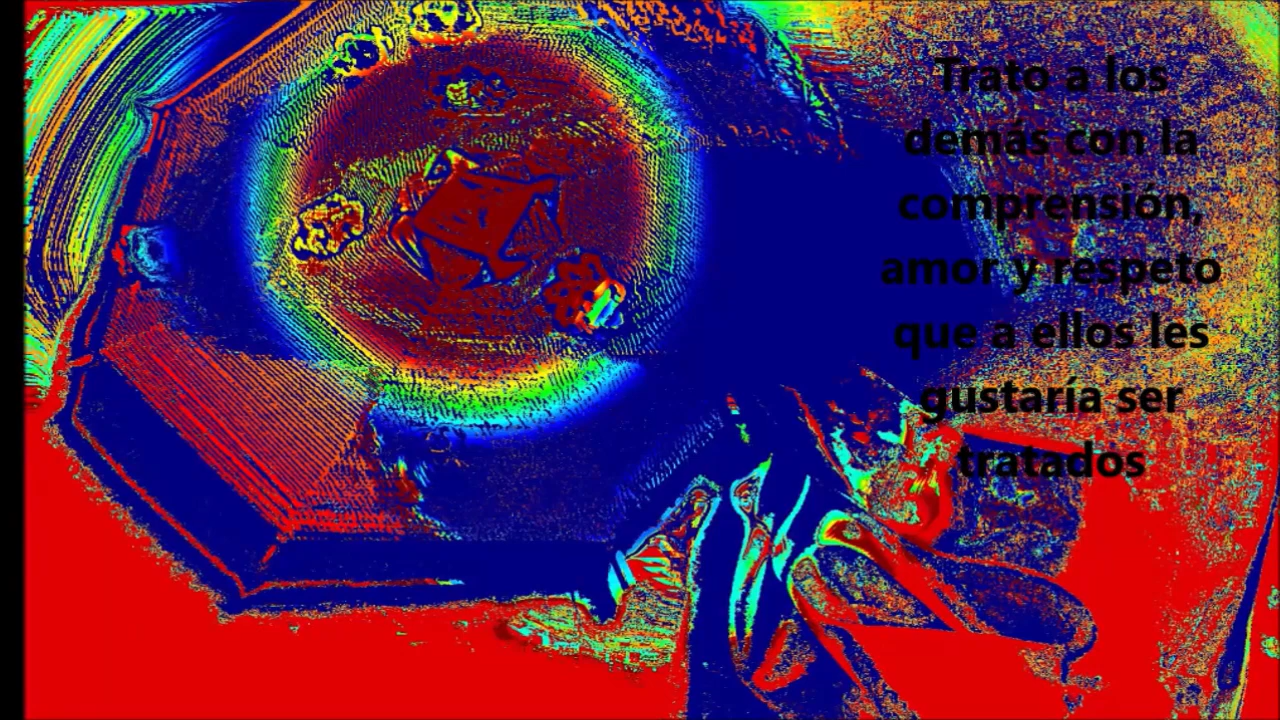 Trato a los
demás con la
comprensión,
amor y respeto
que a ellos les
gustaría ser
tratados